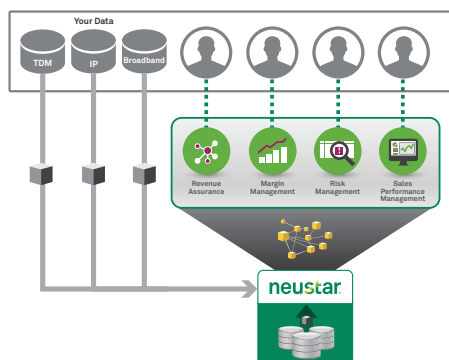 Your Data
TDM
IP
Broadband
Revenue
Assurance
Margin
Management
Risk
Management
Sales
Performance
Management
neustar